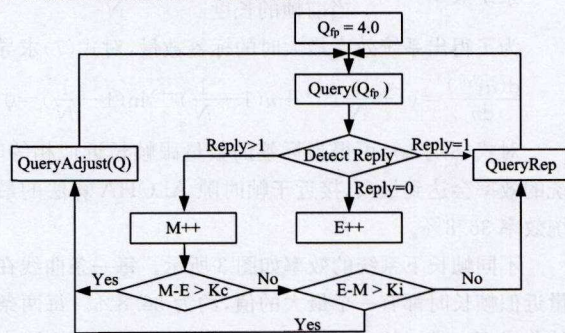 Q_fp = 4.0
Query(Q_fp )
Detect Reply
Reply>1
Reply=1
Reply=0
QueryAdjust(Q)
QueryRep
M++
E++
Yes
M-E > Kc
No
E-M > Ki
No
Yes